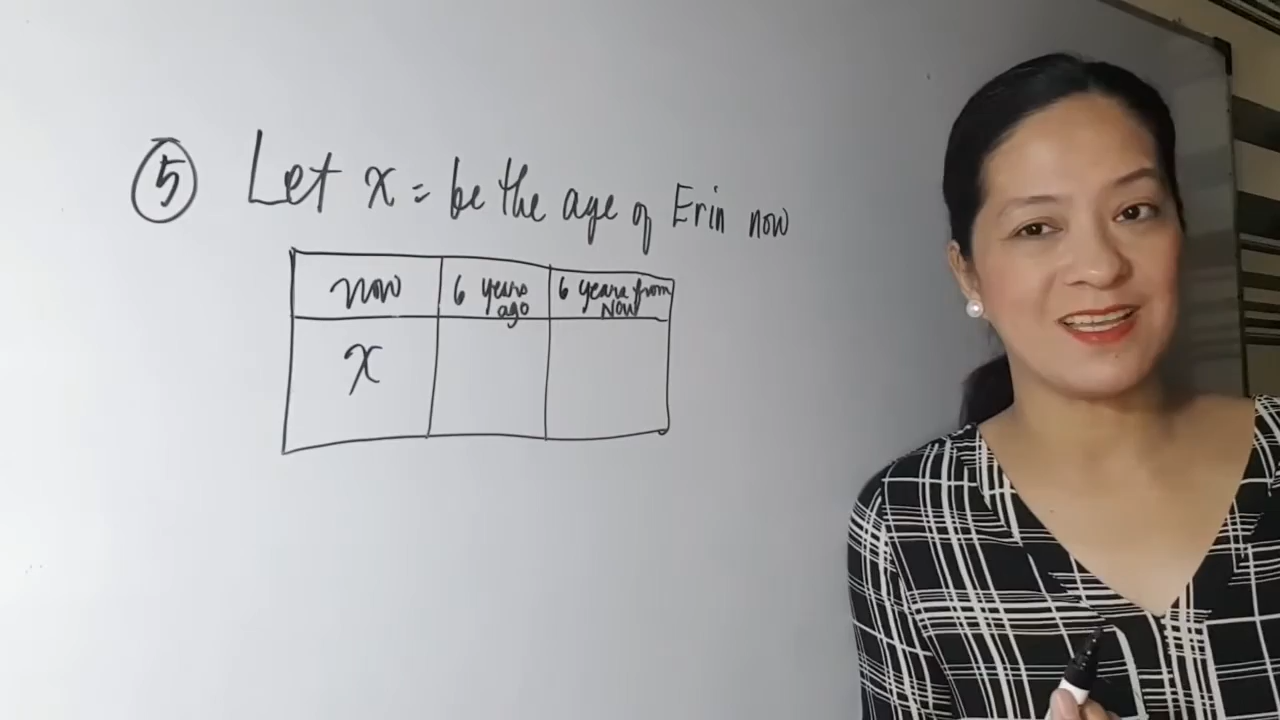 5 Let x = be the age of Erin now
now 6 years ago 6 years from Now
x